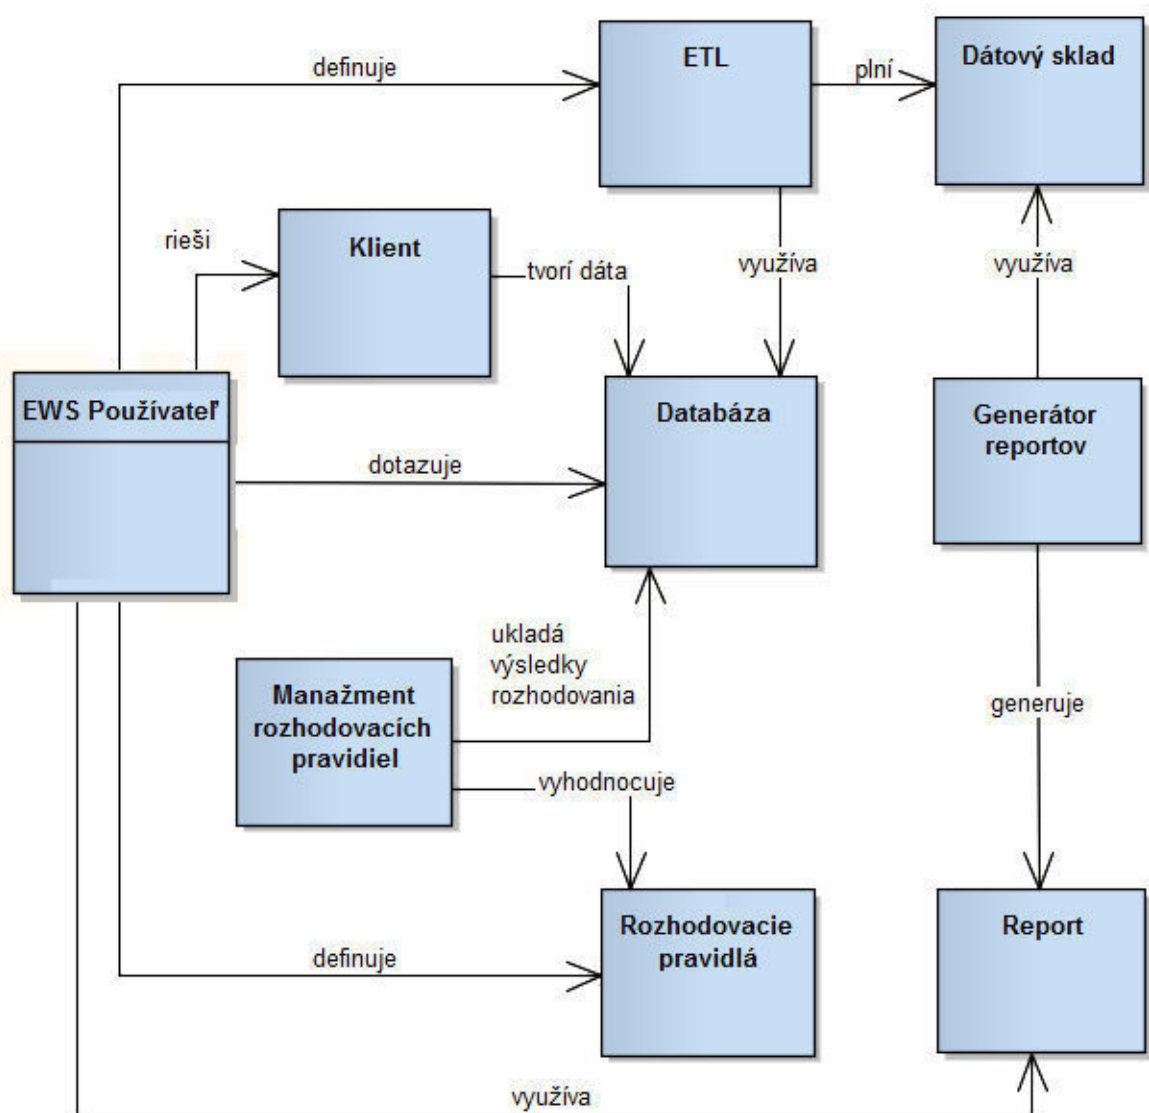 definuje
ETL
plní
Dátový sklad
rieši
Klient
tvorí dáta
využíva
využíva
EWS Používateľ
Databáza
Generátor
reportov
dotazuje
ukladá
výsledky
rozhodovania
Manažment
rozhodovacích
pravidiel
generuje
vyhodnocuje
Rozhodovacie
pravidlá
Report
definuje
využíva